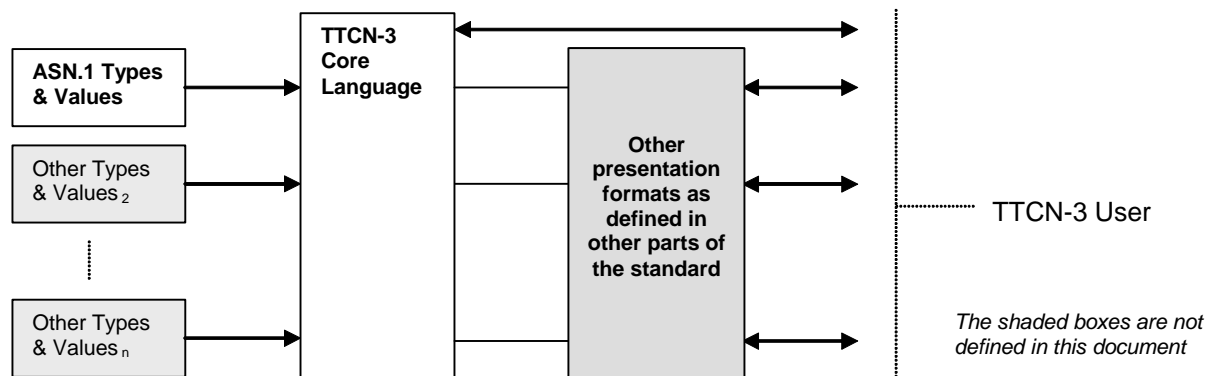 TTCN-3
Core
Language
ASN.1 Types
& Values
Other Types
& Values 2
Other Types
& Values n
Other
presentation
formats as
defined in
other parts of
the standard
TTCN-3 User
The shaded boxes are not
defined in this document